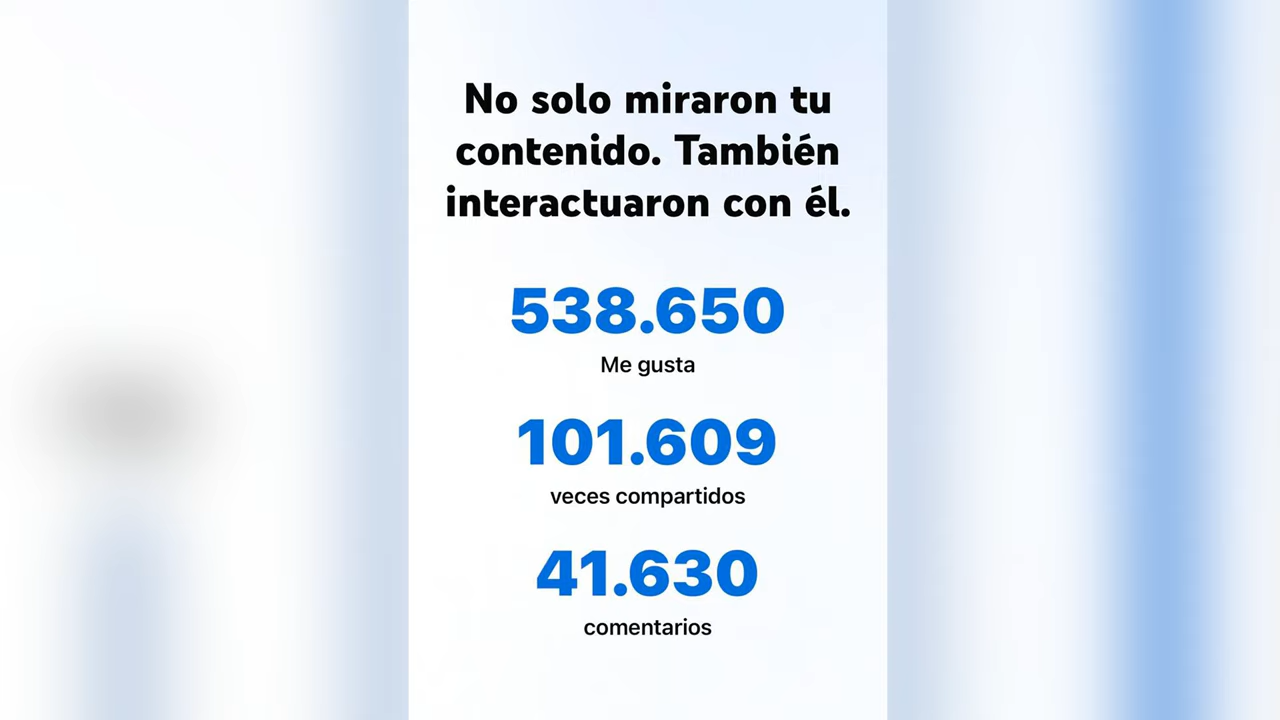 No solo miraron tu
contenido. También
interactuaron con él.
538.650
Me gusta
101.609
veces compartidos
41.630
comentarios